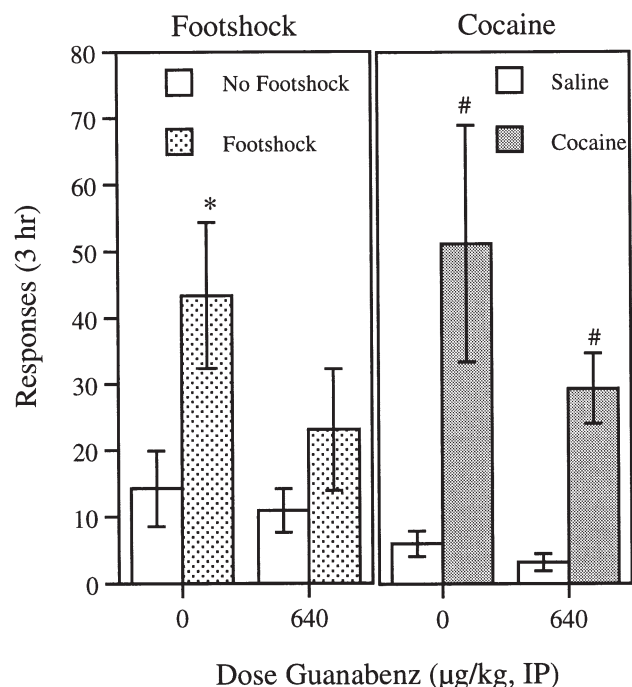 Footshock
Cocaine
80
70
60
50
40
30
20
10
0
Responses (3 hr)
No Footshock
Footshock
*
Saline
Cocaine
#
#
0
640
0
640
Dose Guanabenz (µg/kg, IP)